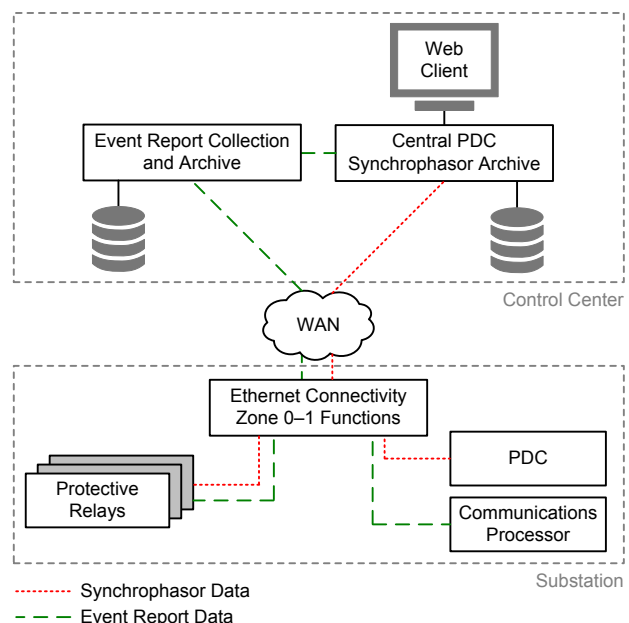 Web
Client
Event Report Collection
and Archive
Central PDC
Synchrophasor Archive
Control Center
WAN
Ethernet Connectivity
Zone 0–1 Functions
Protective
Relays
PDC
Communications
Processor
Substation
Synchrophasor Data
Event Report Data